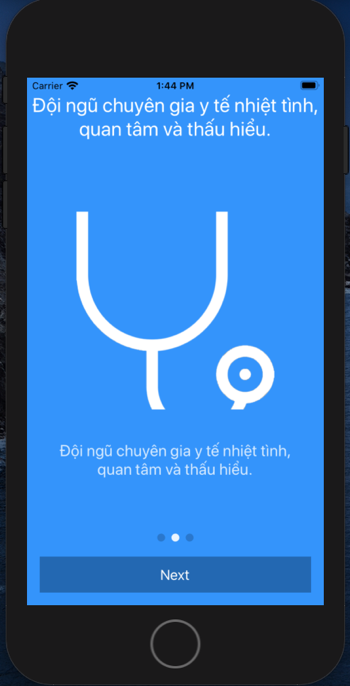 Carrier 1:44 PM
Đội ngũ chuyên gia y tế nhiệt tình,
quan tâm và thấu hiểu.
Đội ngũ chuyên gia y tế nhiệt tình,
quan tâm và thấu hiểu.
Next